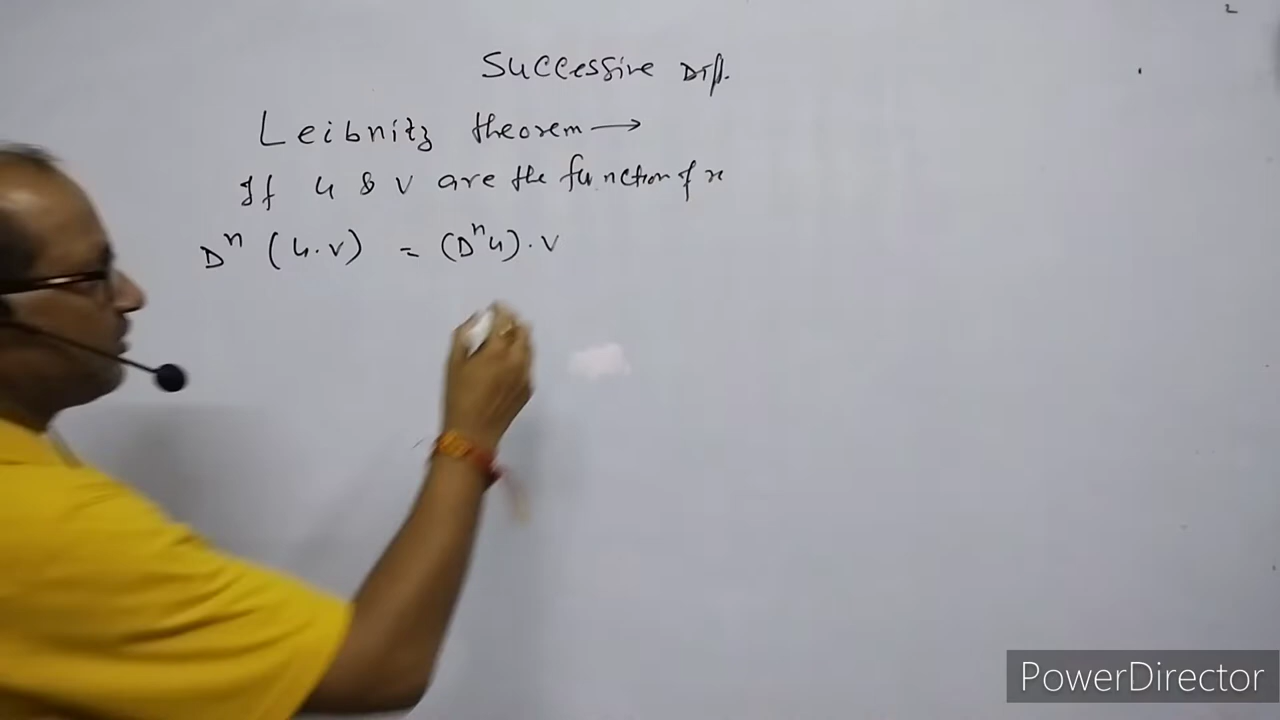 Successive Diff.
Leibnitz theorem →
If u & v are the function of x
Dⁿ (u.v) = (Dⁿu).v
PowerDirector